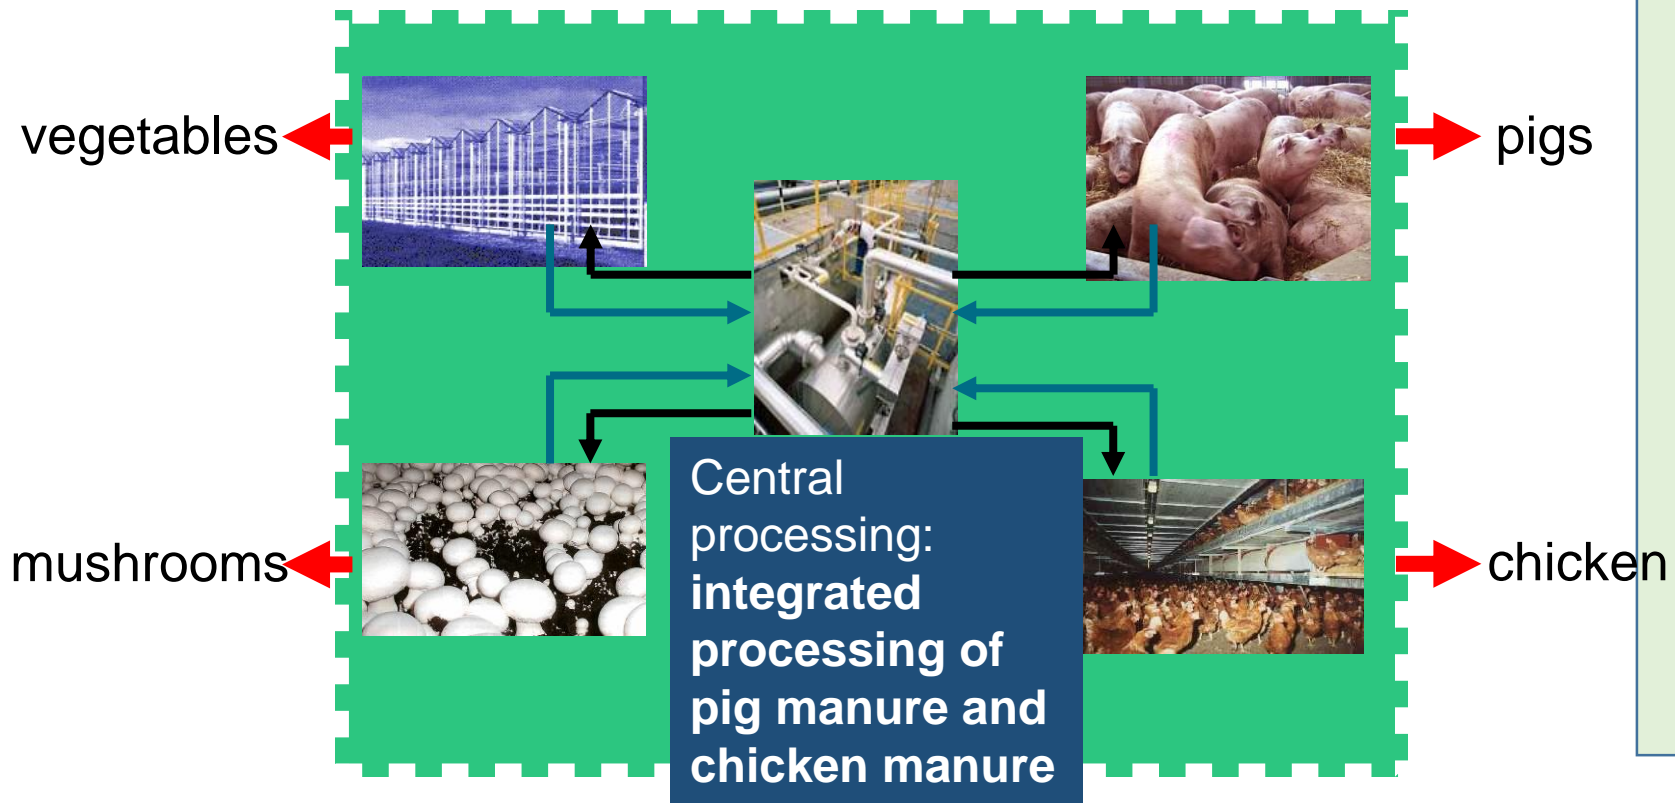 vegetables
pigs
Central
processing:
integrated
processing of
pig manure and
chicken manure
mushrooms
chicken